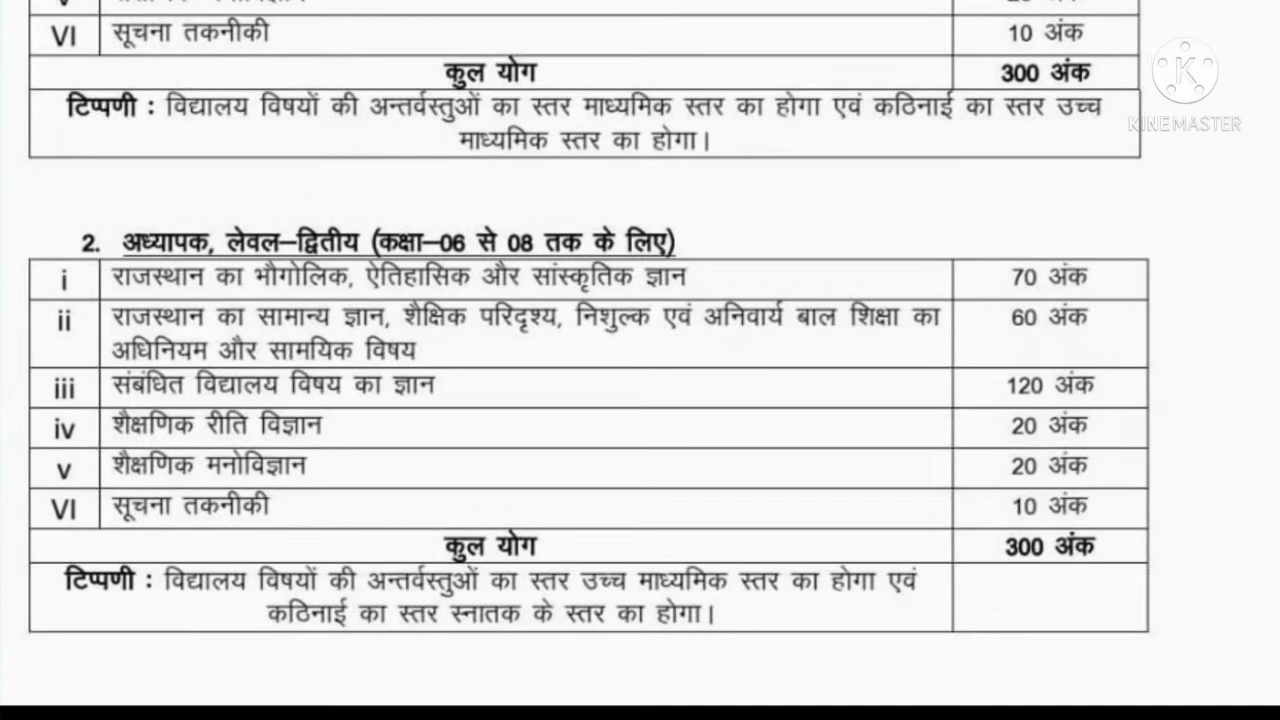 VI सूचना तकनीकी 10 अंक
कुल योग 300 अंक
टिप्पणी : विद्यालय विषयों की अन्तर्वस्तुओं का स्तर माध्यमिक स्तर का होगा एवं कठिनाई का स्तर उच्च
माध्यमिक स्तर का होगा।
K
KINEMASTER
2. अध्यापक, लेवल–द्वितीय (कक्षा–06 से 08 तक के लिए)
i राजस्थान का भौगोलिक, ऐतिहासिक और सांस्कृतिक ज्ञान 70 अंक
ii राजस्थान का सामान्य ज्ञान, शैक्षिक परिदृश्य, निशुल्क एवं अनिवार्य बाल शिक्षा का 60 अंक
अधिनियम और सामयिक विषय
iii संबंधित विद्यालय विषय का ज्ञान 120 अंक
iv शैक्षणिक रीति विज्ञान 20 अंक
v शैक्षणिक मनोविज्ञान 20 अंक
VI सूचना तकनीकी 10 अंक
कुल योग 300 अंक
टिप्पणी : विद्यालय विषयों की अन्तर्वस्तुओं का स्तर उच्च माध्यमिक स्तर का होगा एवं
कठिनाई का स्तर स्नातक के स्तर का होगा।